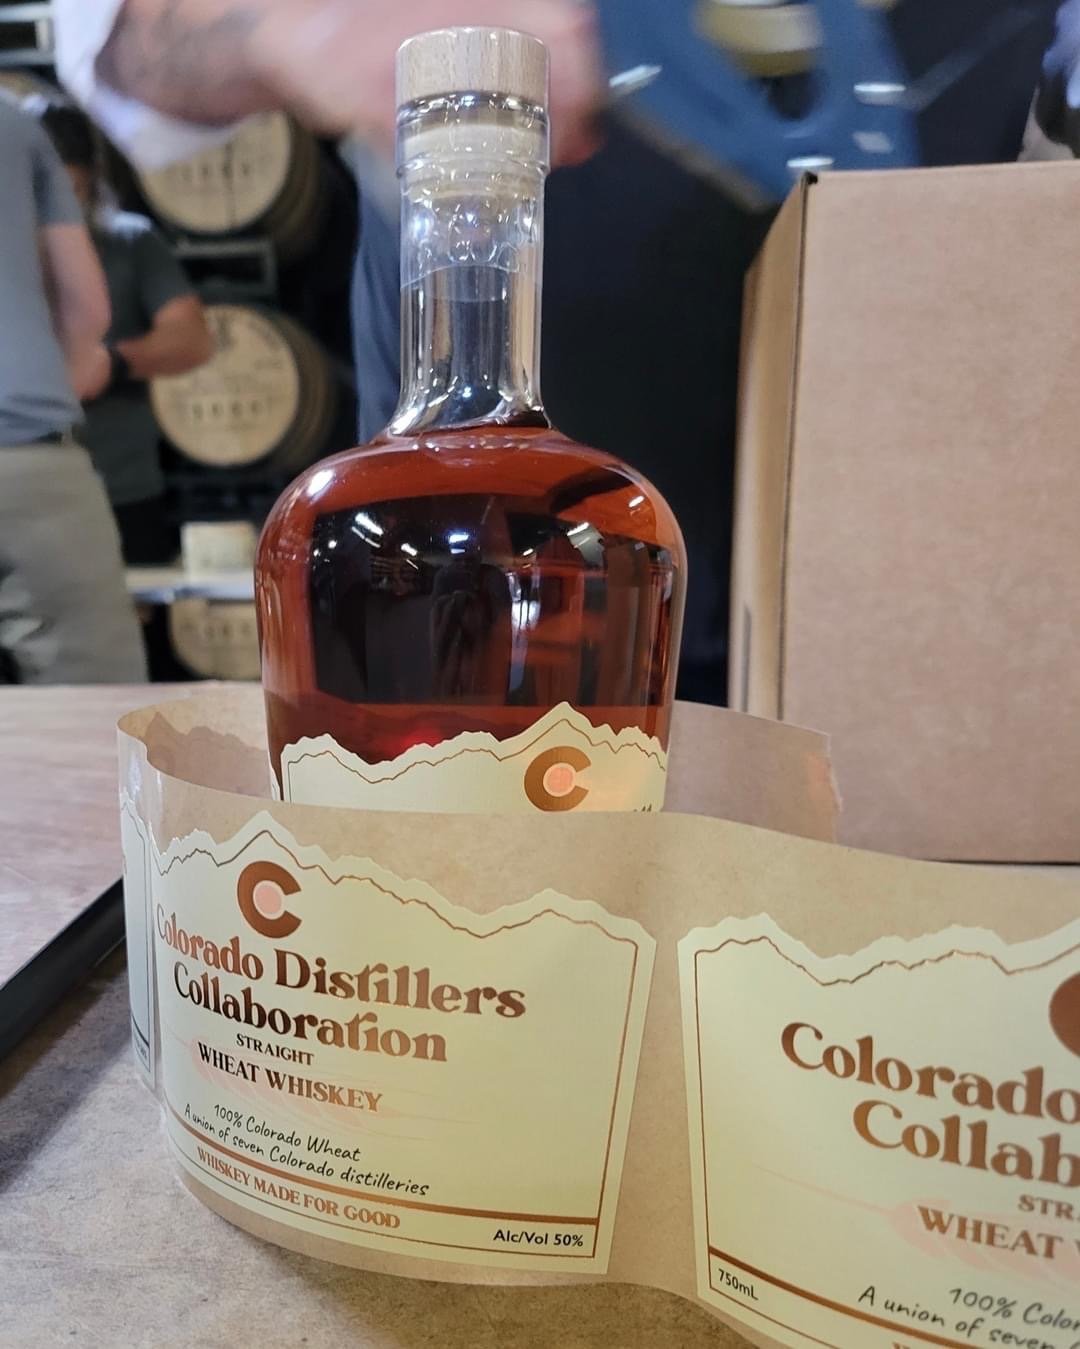 Colorado Distillers
Collaboration
STRAIGHT
WHEAT WHISKEY
100% Colorado Wheat
A union of seven Colorado distilleries
WHISKEY MADE FOR GOOD
Alc/Vol 50%
Colorado
Collab
STR
WHEAT
100% Color
A union of seven
750mL